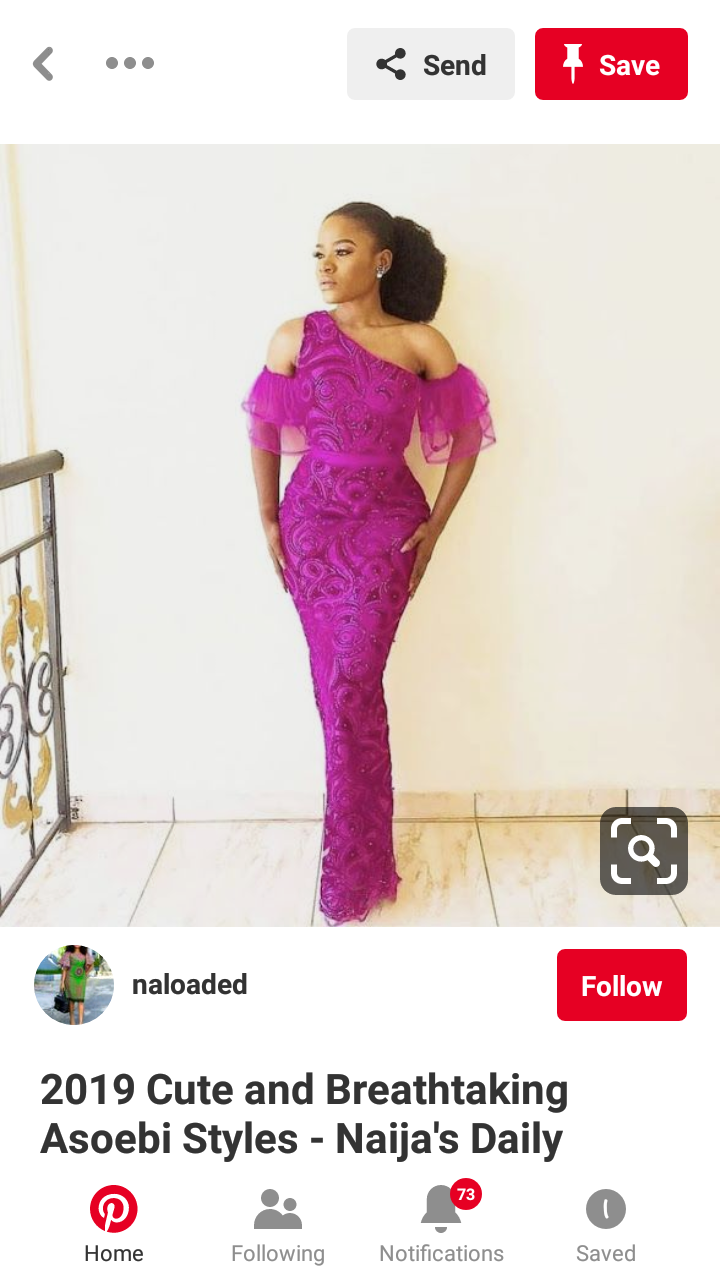 Send
Save
naloaded
Follow
2019 Cute and Breathtaking
Asoebi Styles - Naija's Daily
73
Home
Following
Notifications
Saved